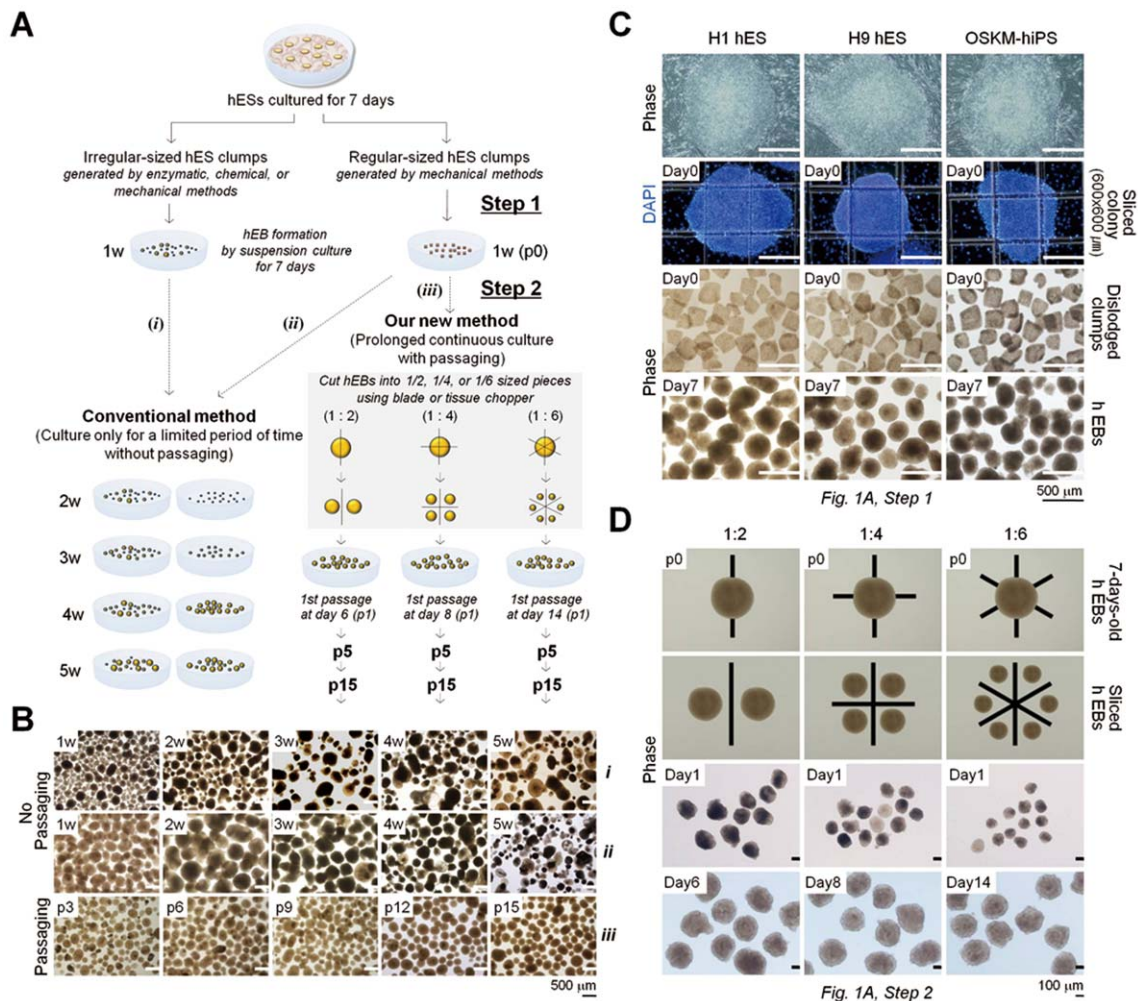 A
hESs cultured for 7 days
Irregular-sized hES clumps
generated by enzymatic, chemical, or
mechanical methods
Regular-sized hES clumps
generated by mechanical methods
Step 1
1w
hEB formation
by suspension culture
for 7 days
1w (p0)
(i)
(ii)
(iii)
Step 2
Our new method
(Prolonged continuous culture
with passaging)
Cut hEBs into 1/2, 1/4, or 1/6 sized pieces
using blade or tissue chopper
(1 : 2)
(1 : 4)
(1 : 6)
Conventional method
(Culture only for a limited period of time
without passaging)
2w
3w
4w
5w
1st passage
at day 6 (p1)
1st passage
at day 8 (p1)
1st passage
at day 14 (p1)
p5
p5
p5
p15
p15
p15
B
No
Passaging
1w
2w
3w
4w
5w
i
1w
2w
3w
4w
5w
ii
Passaging
p3
p6
p9
p12
p15
iii
500 μm
C
H1 hES
H9 hES
OSKM-hiPS
Phase
DAPI
Day0
Day0
Day0
Sliced
colony
(600x600 μm)
Phase
Day0
Day0
Day0
Dislodged
clumps
Day7
Day7
Day7
h EBs
Fig. 1A, Step 1
500 μm
D
1:2
1:4
1:6
p0
p0
p0
7-days-old
h EBs
Sliced
h EBs
Phase
Day1
Day1
Day1
Day6
Day8
Day14
Fig. 1A, Step 2
100 μm